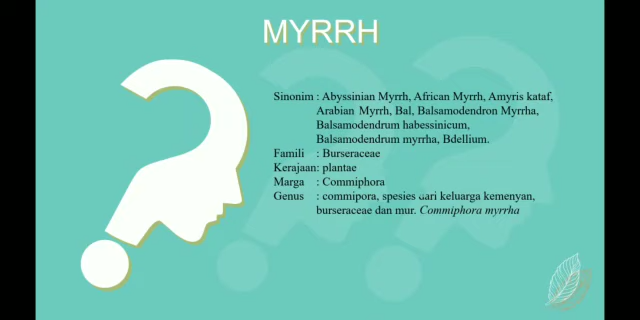 MYRRH
Sinonim : Abyssinian Myrrh, African Myrrh, Amyris kataf,
Arabian Myrrh, Bal, Balsamodendron Myrrha,
Balsamodendrum habessinicum,
Balsamodendrum myrrha, Bdellium.
Famili : Burseraceae
Kerajaan: plantae
Marga : Commiphora
Genus : commipora, spesies dari keluarga kemenyan,
burseraceae dan mur. Commiphora myrrha